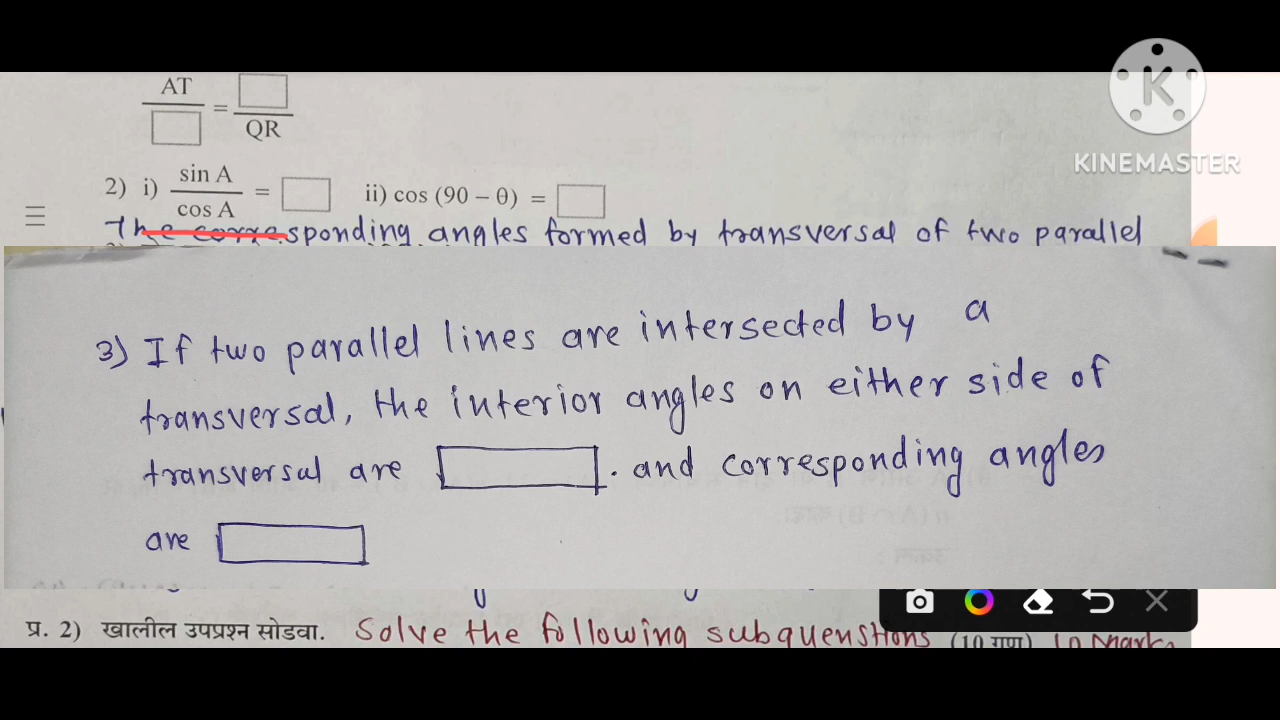 AT / □ = □ / QR
KINEMASTER
2) i) sin A / cos A = □ ii) cos (90 – θ) = □
The corresponding angles formed by transversal of two parallel
3) If two parallel lines are intersected by a
transversal, the interior angles on either side of
transversal are □. and corresponding angles
are □
प्र. 2) खालील उपप्रश्न सोडवा. Solve the following subquenstions (10 गुण) 10 Marks